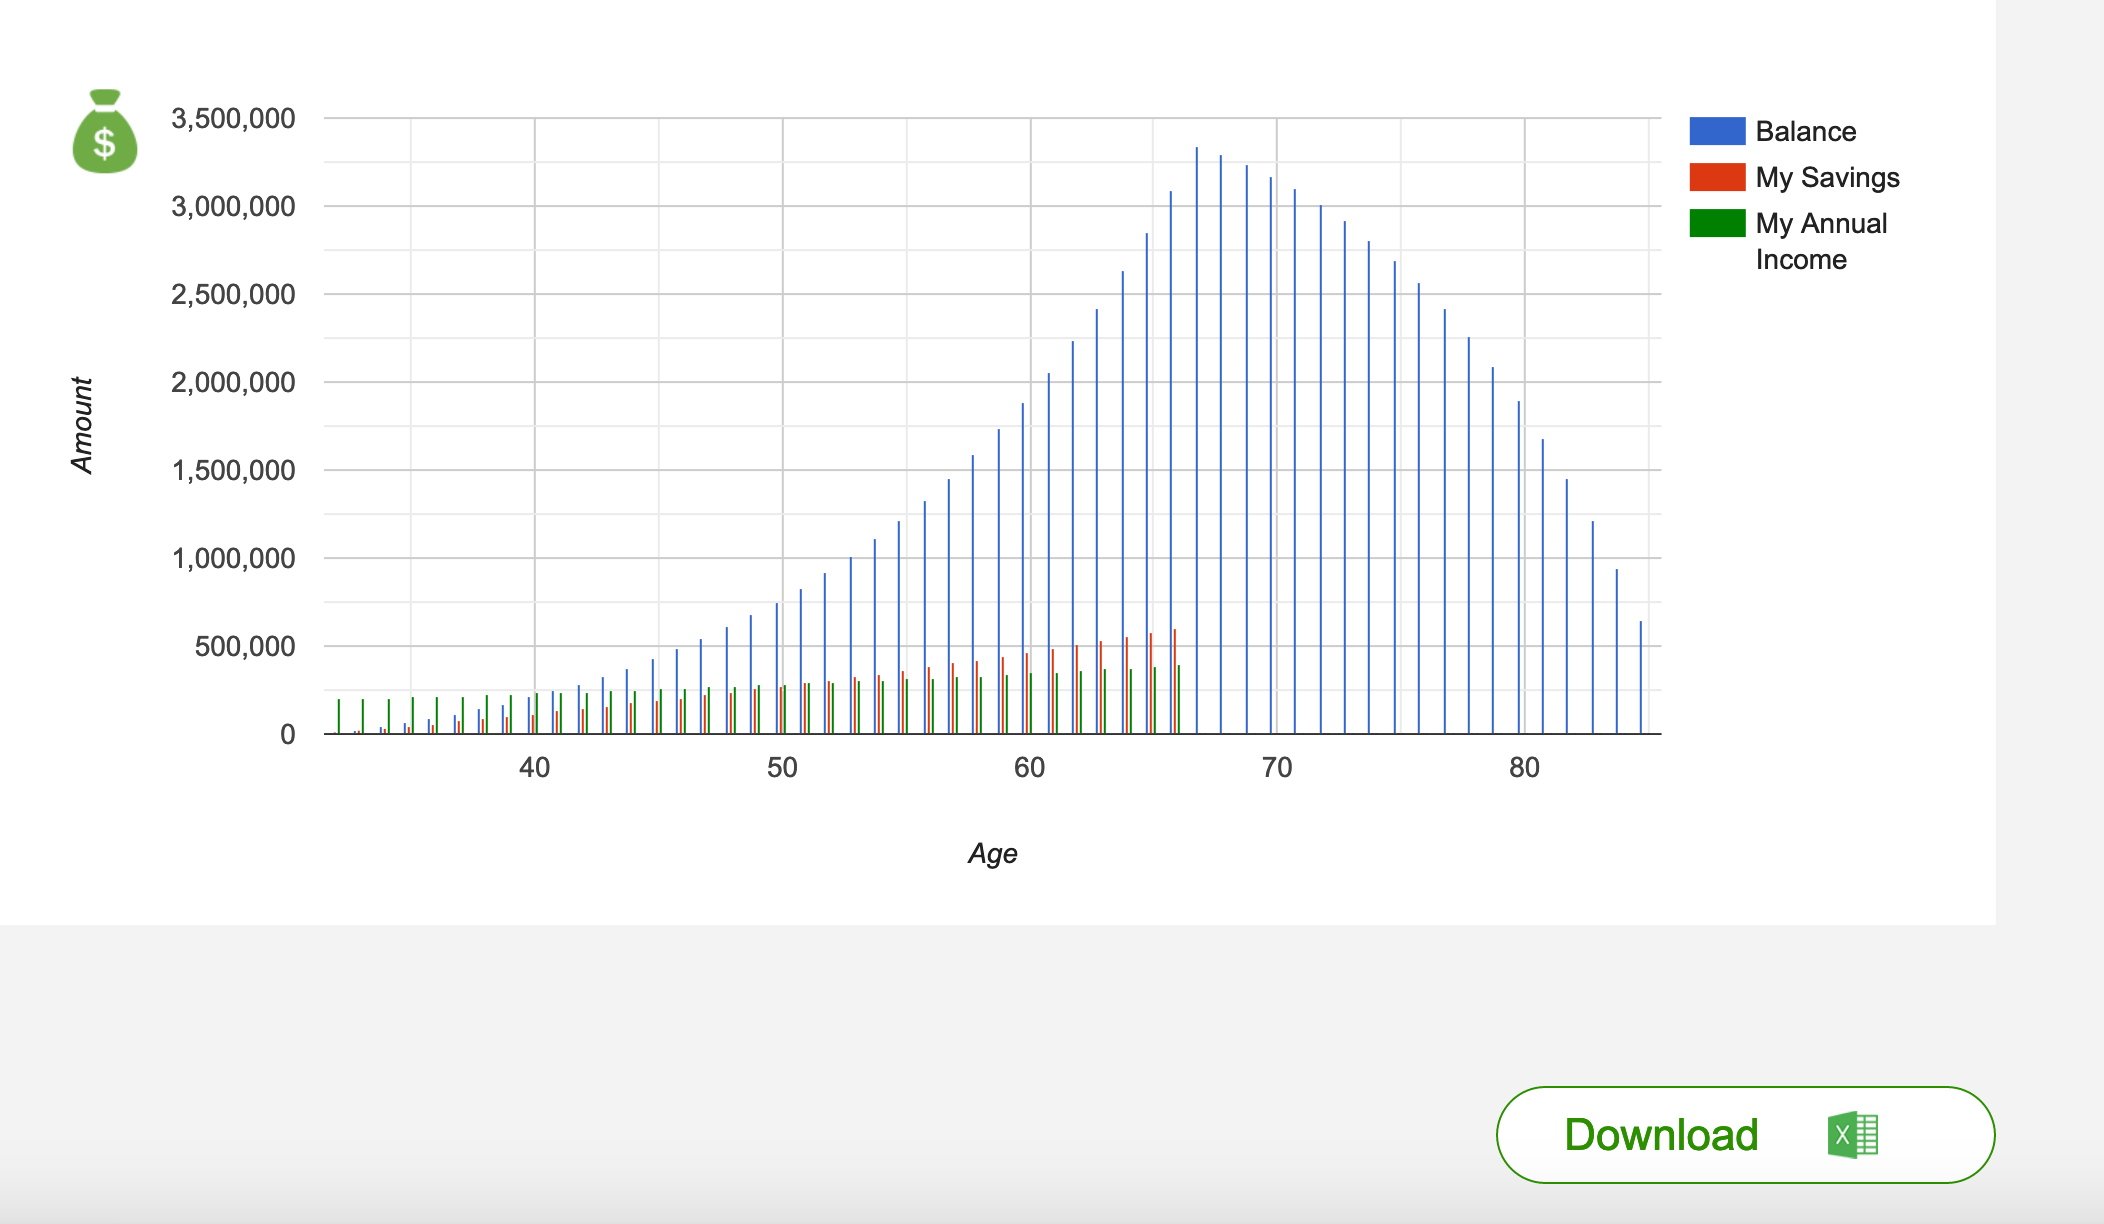 $
3,500,000
3,000,000
2,500,000
2,000,000
1,500,000
1,000,000
500,000
0
Amount
40 50 60 70 80
Age
Balance
My Savings
My Annual
Income
Download
X